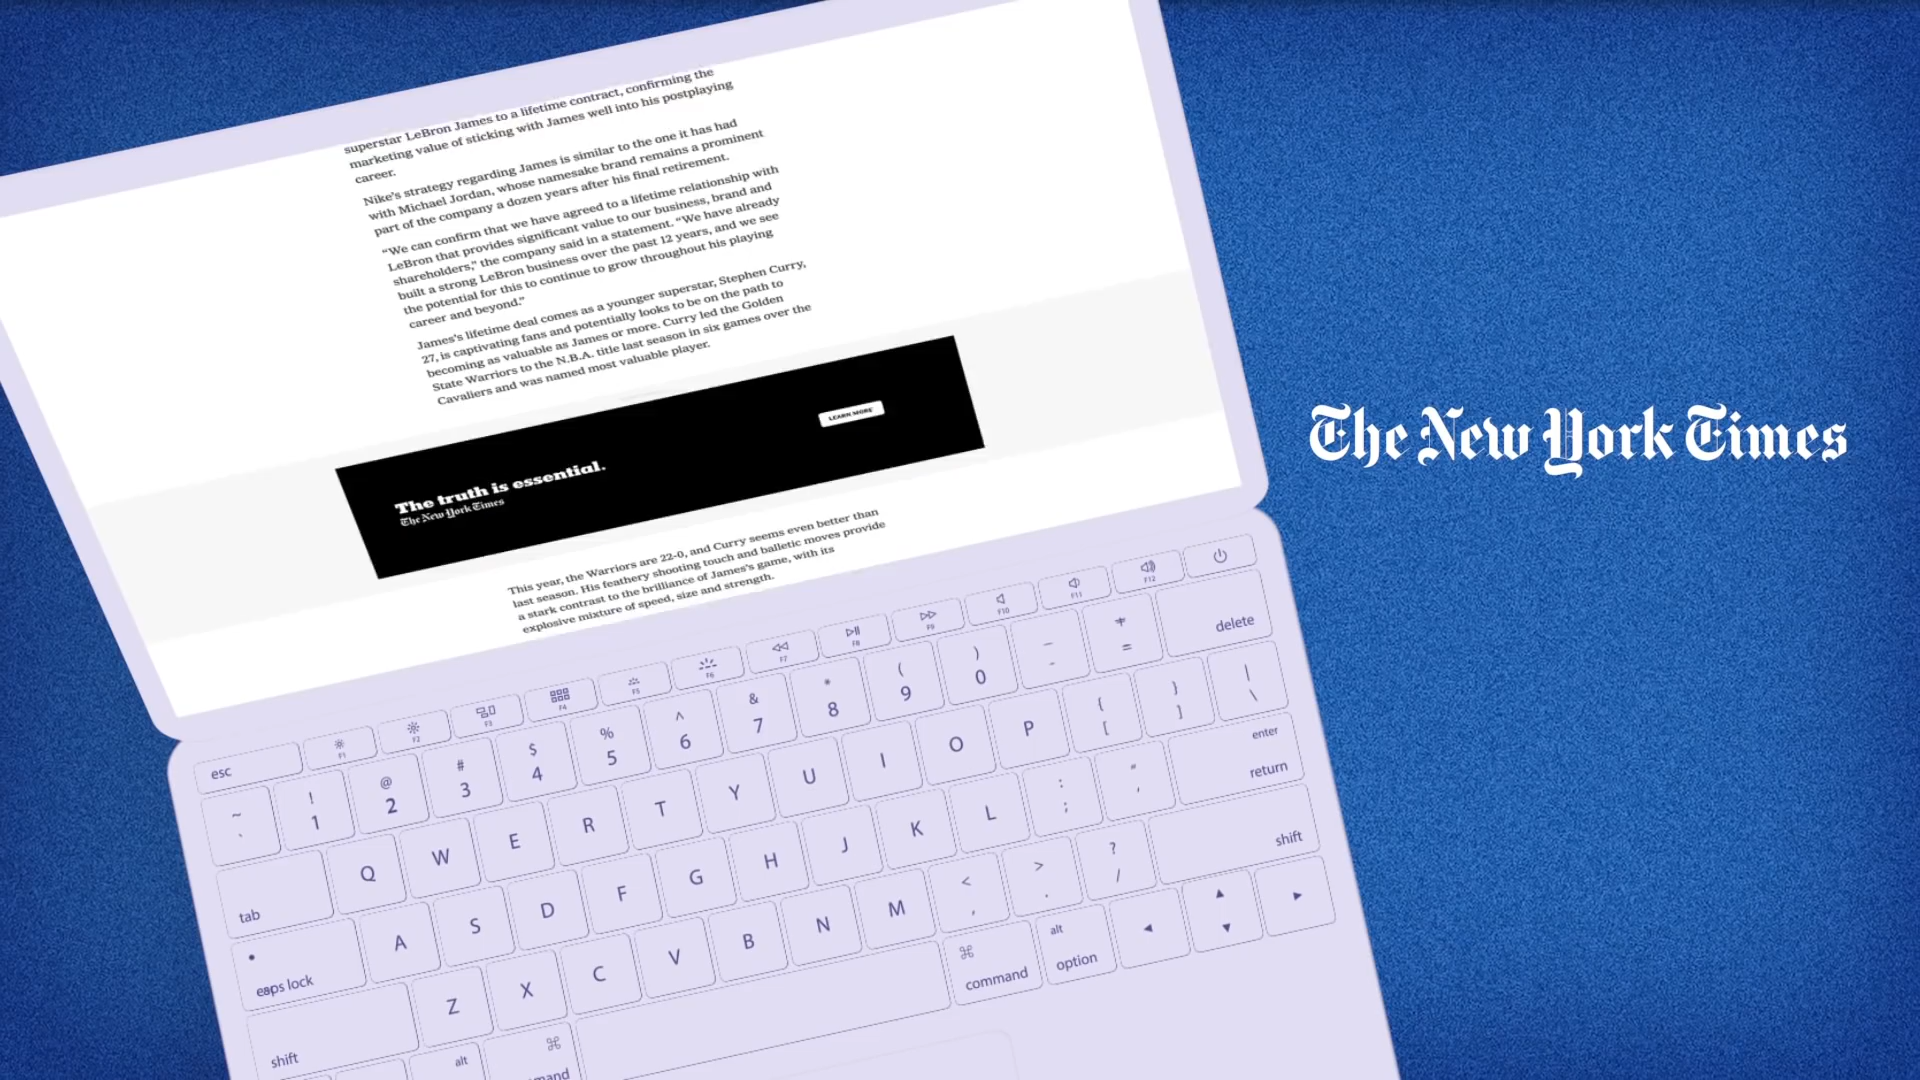 superstar LeBron James to a lifetime contract, confirming the
marketing value of sticking with James well into his postplaying
career.
Nike's strategy regarding James is similar to the one it has had
with Michael Jordan, whose namesake brand remains a prominent
part of the company a dozen years after his final retirement.
“We can confirm that we have agreed to a lifetime relationship with
LeBron that provides significant value to our business, brand and
shareholders,” the company said in a statement. “We have already
built a strong LeBron business over the past 12 years, and we see
the potential for this to continue to grow throughout his playing
career and beyond.”
James's lifetime deal comes as a younger superstar, Stephen Curry,
27, is captivating fans and potentially looks to be on the path to
becoming as valuable as James or more. Curry led the Golden
State Warriors to the N.B.A. title last season in six games over the
Cavaliers and was named most valuable player.
LEARN MORE
The truth is essential.
The New York Times
This year, the Warriors are 22-0, and Curry seems even better than
last season. His feathery shooting touch and balletic moves provide
a stark contrast to the brilliance of James's game, with its
explosive mixture of speed, size and strength.
The New York Times
esc F1 F2 F3 F4 F5 F6 F7 F8 F9 F10 F11 F12
~ ! @ # $ % ^ & * ( ) _ +
` 1 2 3 4 5 6 7 8 9 0 - = delete
tab Q W E R T Y U I O P { [ } ] | \
caps lock A S D F G H J K L : ; " ' enter return
shift Z X C V B N M < , > . ? / shift
alt ⌘ ⌘ command alt option ◀ ▲ ▼ ▶